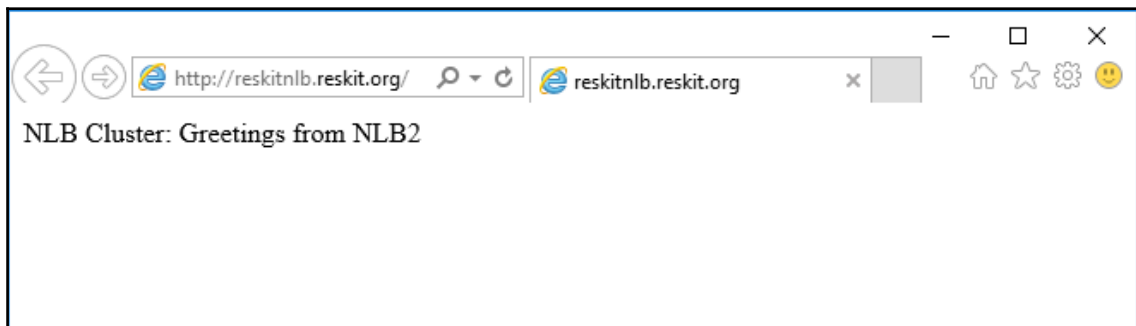 http://reskitnlb.reskit.org/
reskitnlb.reskit.org
NLB Cluster: Greetings from NLB2